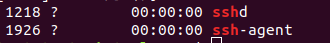 1218 ?        00:00:00 sshd
1926 ?        00:00:00 ssh-agent